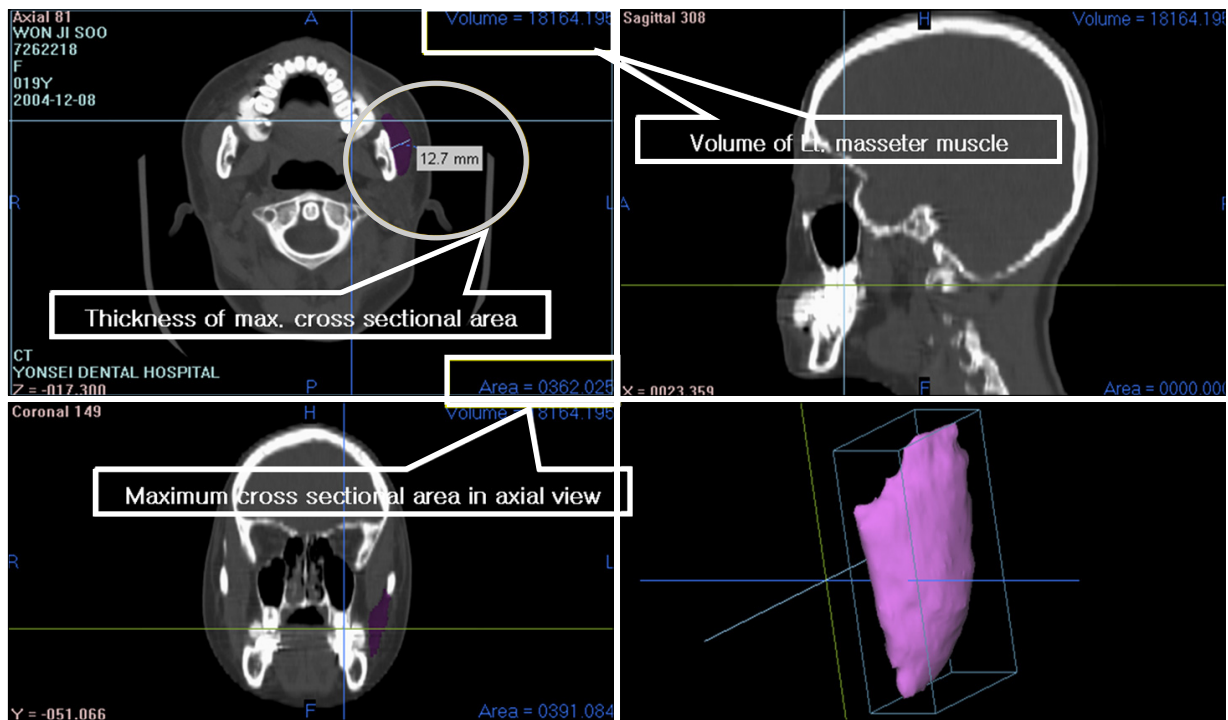 Axial 81
WON JI SOO
7262218
F
019Y
2004-12-08
A
Volume = 18164.195
12.7 mm
R
L
Thickness of max. cross sectional area
CT
YONSEI DENTAL HOSPITAL
Z = -017.300
P
Area = 0362.025
Sagittal 308
H
Volume = 18164.195
Volume of Lt. masseter muscle
A
P
X = 0023.359
F
Area = 0000.000
Coronal 149
H
Volume = 18164.195
Maximum cross sectional area in axial view
R
L
Y = -051.066
F
Area = 0391.084